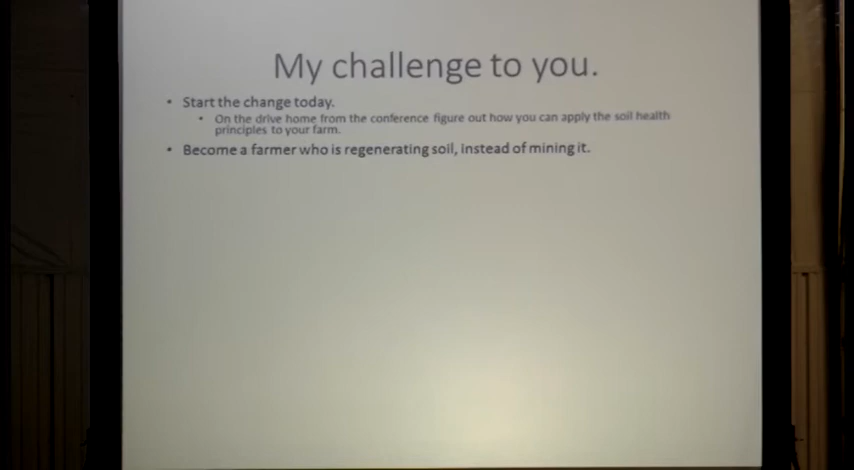 My challenge to you.
• Start the change today.
• On the drive home from the conference figure out how you can apply the soil health
principles to your farm.
• Become a farmer who is regenerating soil, instead of mining it.